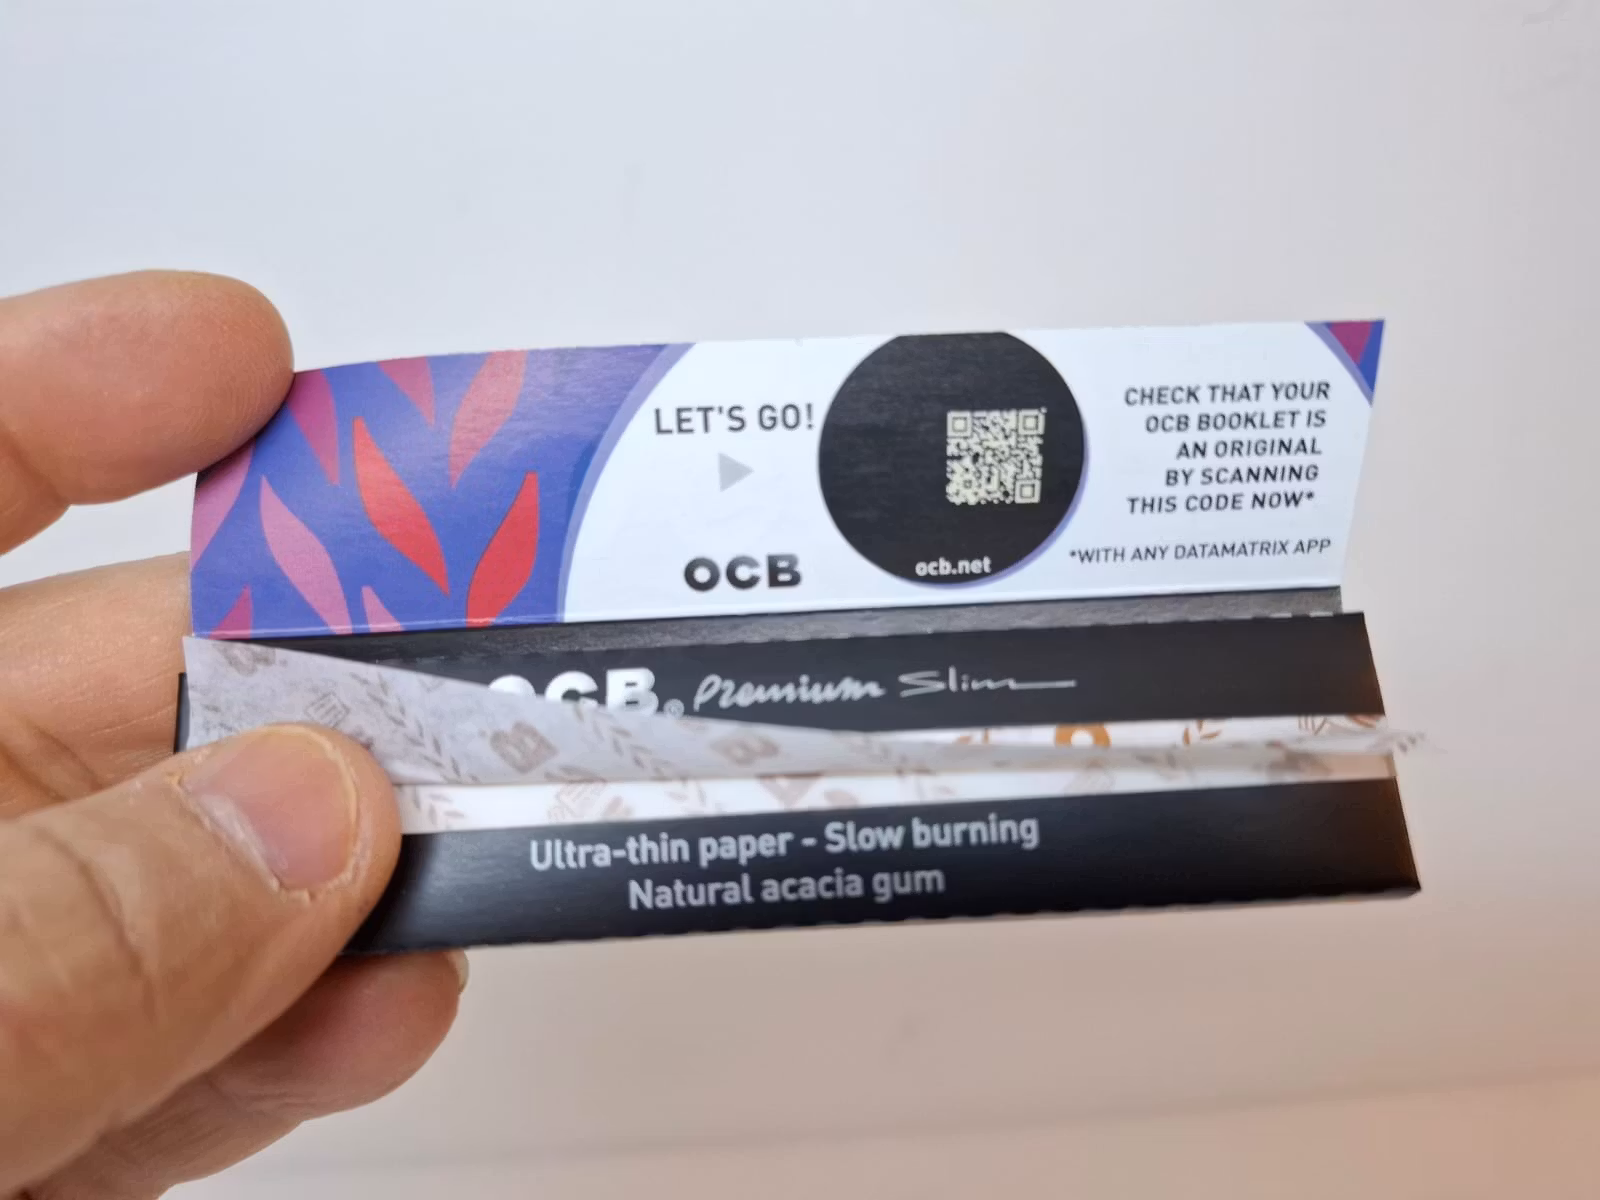 LET'S GO!
OCB
ocb.net
CHECK THAT YOUR
OCB BOOKLET IS
AN ORIGINAL
BY SCANNING
THIS CODE NOW*
*WITH ANY DATAMATRIX APP
OCB® Premium Slim
Ultra-thin paper - Slow burning
Natural acacia gum